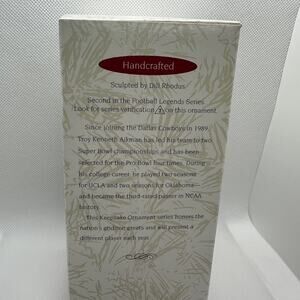 Handcrafted
Sculpted by Dill Rhodus
Second in the Football Legends Series.
Look for series verification on this ornament.
Since joining the Dallas Cowboys in 1989,
Troy Kenneth Aikman has led his team to two
Super Bowl championships and has been
selected for the Pro Bowl four times. During
his college career, he played two seasons
for UCLA and two seasons for Oklahoma—
and became the third-rated passer in NCAA
history.
This Keepsake Ornament series honors the
nation's gridiron greats and will present a
different player each year.